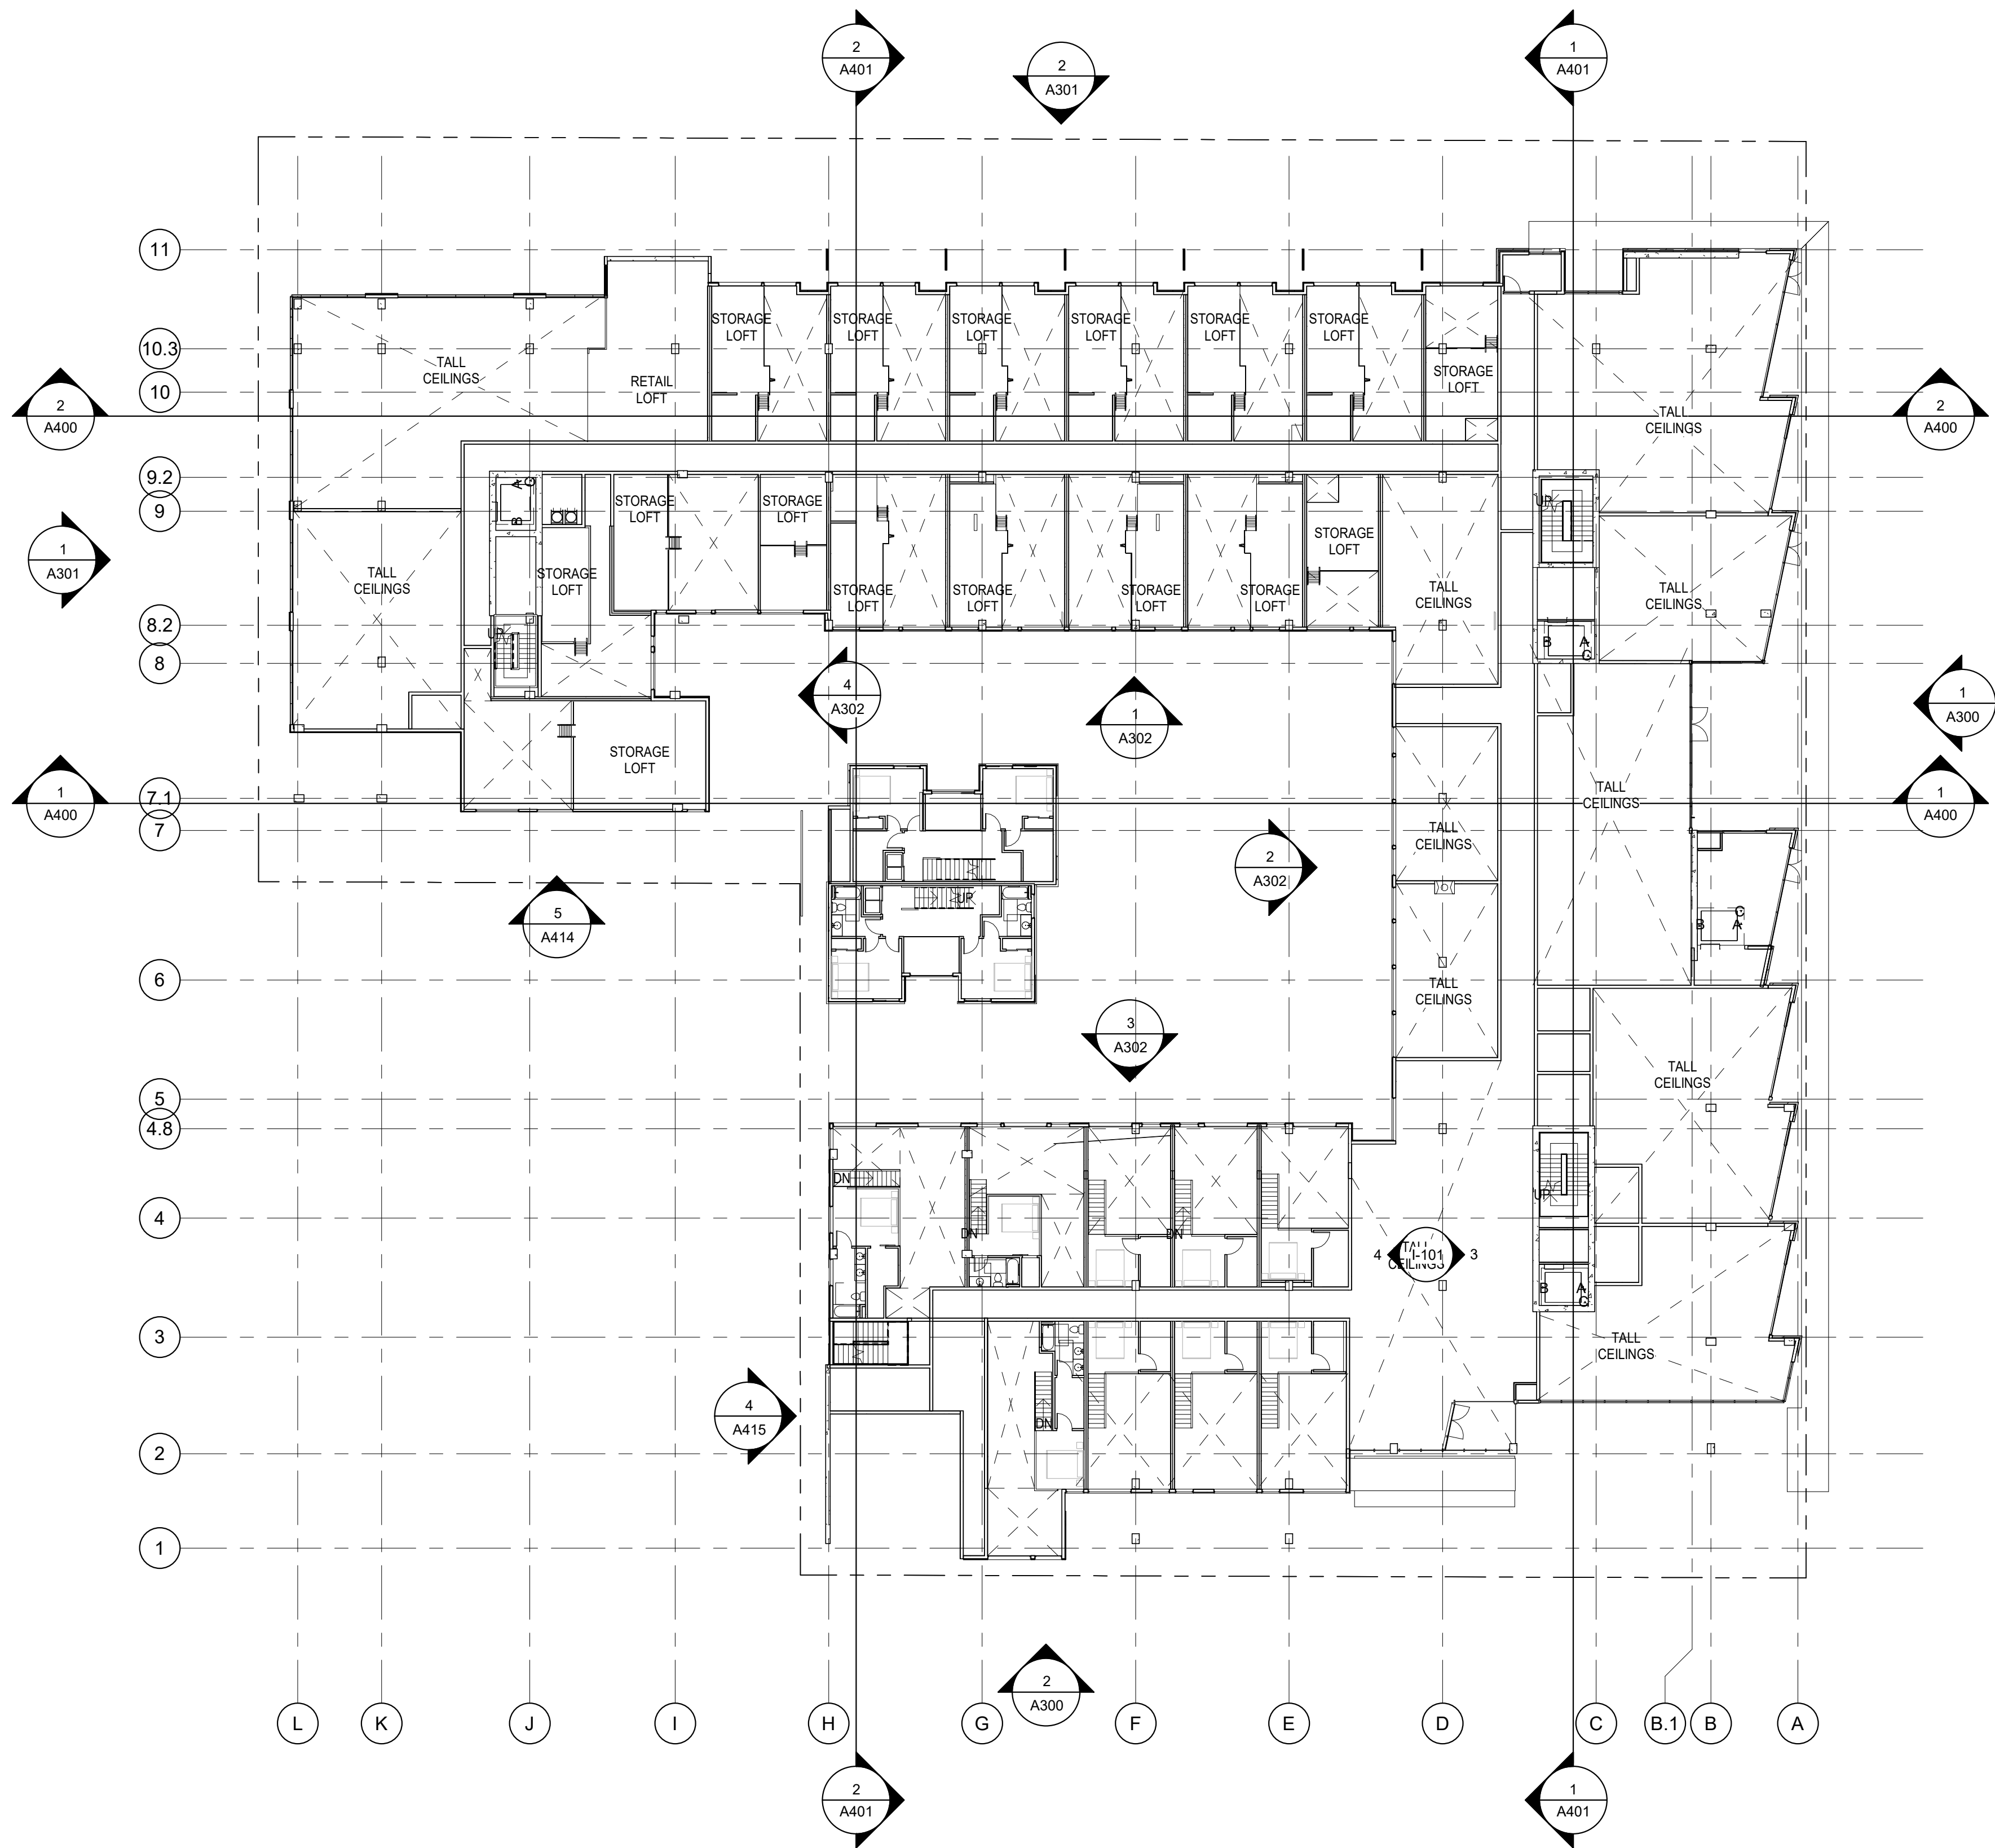 2
A401
1
A401
2
A301
11
10.3
10
9.2
9
8.2
8
7.1
7
6
5
4.8
4
3
2
1
STORAGE
LOFT
STORAGE
LOFT
STORAGE
LOFT
STORAGE
LOFT
STORAGE
LOFT
STORAGE
LOFT
STORAGE
LOFT
TALL
CEILINGS
RETAIL
LOFT
2
A400
2
A400
TALL
CEILINGS
A
C
B
STORAGE
LOFT
STORAGE
LOFT
UP
STORAGE
LOFT
1
A301
TALL
CEILINGS
STORAGE
LOFT
STORAGE
LOFT
STORAGE
LOFT
STORAGE
LOFT
STORAGE
LOFT
TALL
CEILINGS
TALL
CEILINGS
UP
B
A
C
4
A302
1
A302
1
A300
STORAGE
LOFT
1
A400
1
A400
TALL
CEILINGS
TALL
CEILINGS
2
A302
5
A414
UP
C
B
A
TALL
CEILINGS
3
A302
TALL
CEILINGS
DN
UP
DN
DN
4
I-101
3
TALL
CEILINGS
B
A
C
TALL
CEILINGS
4
A415
DN
2
A300
L
K
J
I
H
G
F
E
D
C
B.1
B
A
2
A401
1
A401